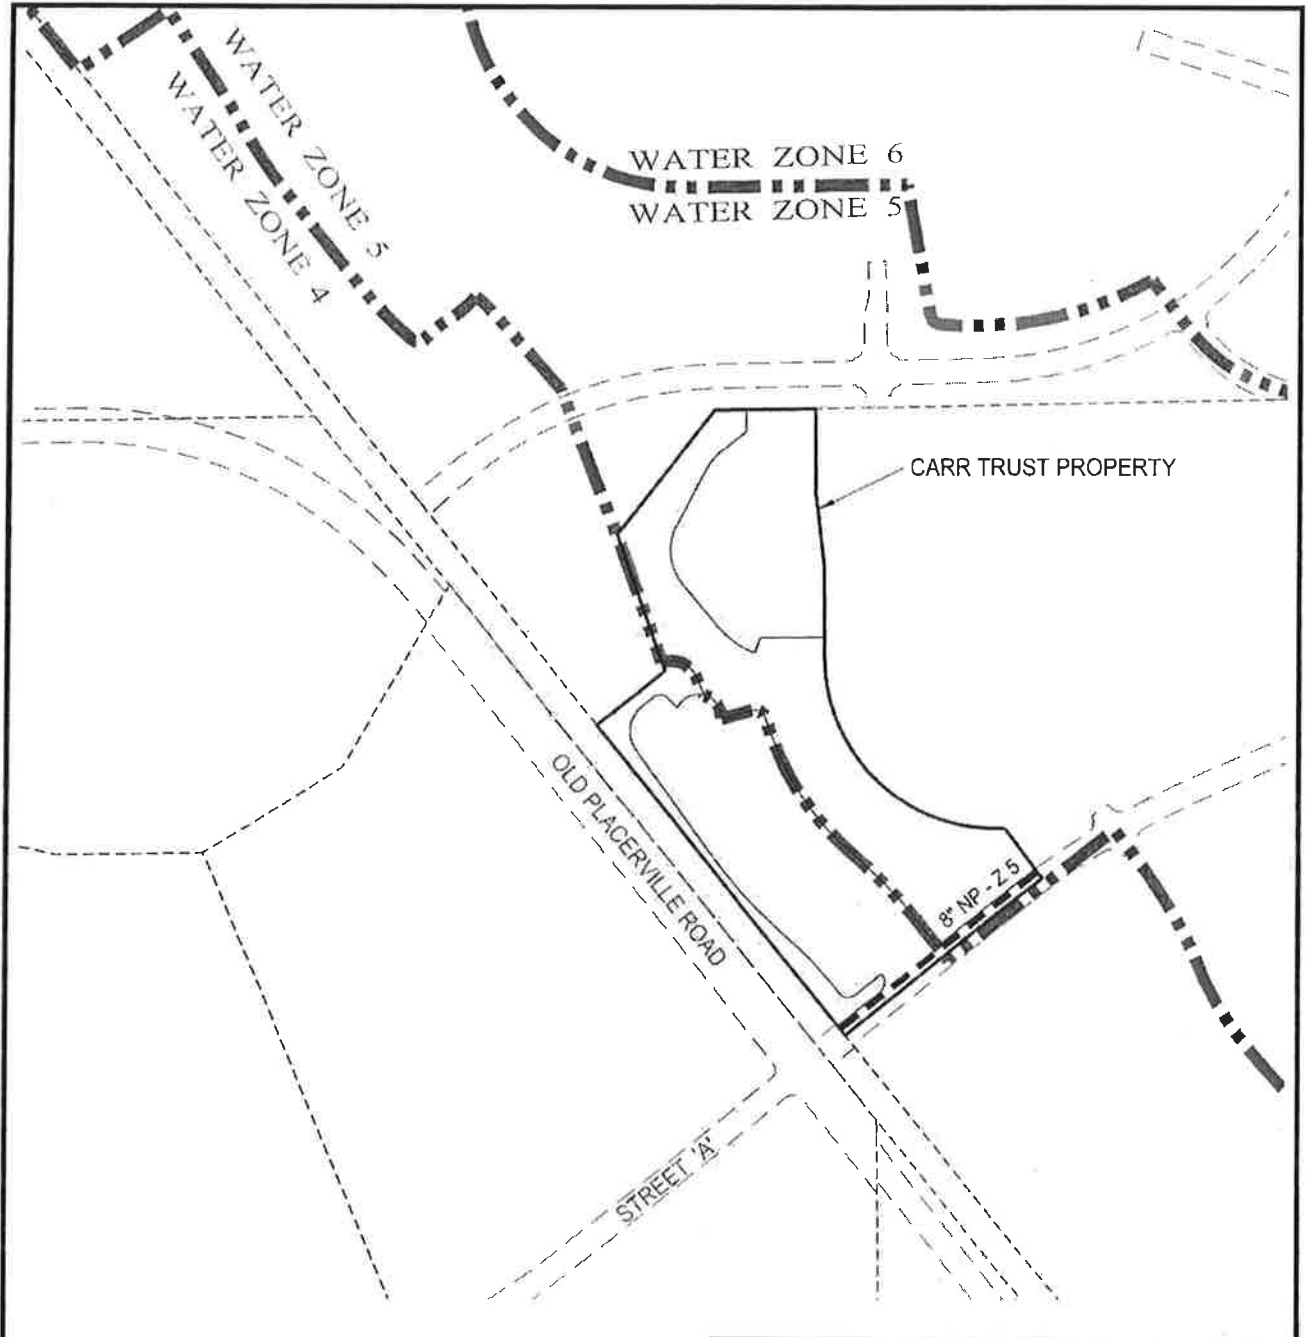 WATER ZONE 5
WATER ZONE 4
WATER ZONE 6
WATER ZONE 5
CARR TRUST PROPERTY
8" NP - Z 5
OLD PLACERVILLE ROAD
STREET 'A'